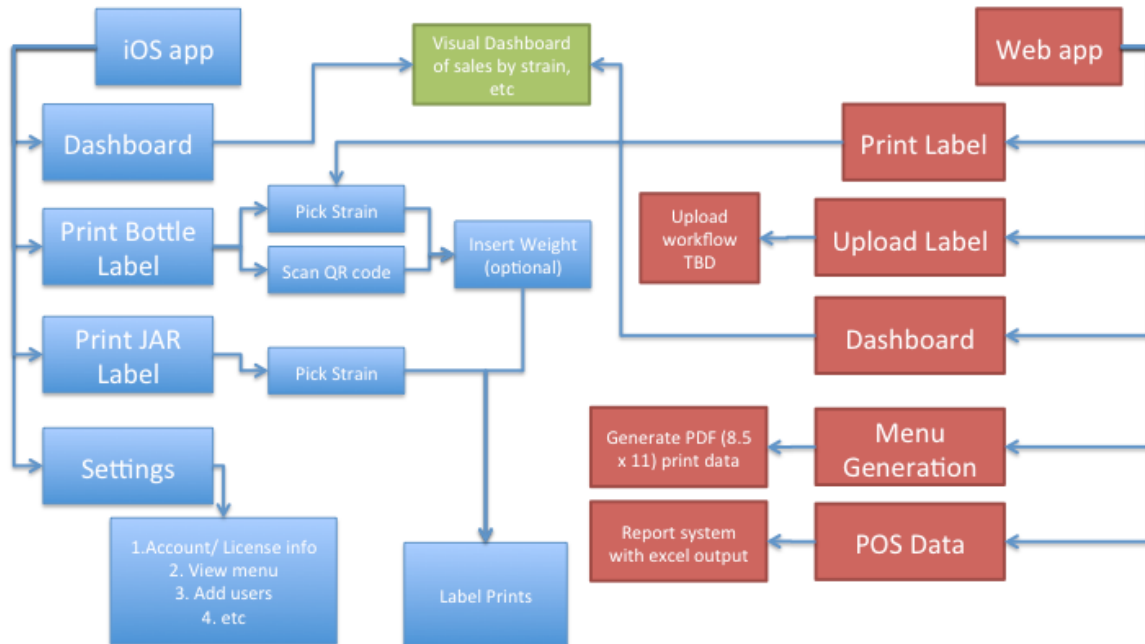 iOS app
Visual Dashboard
of sales by strain,
etc
Web app
Dashboard
Print Label
Pick Strain
Print Bottle
Label
Scan QR code
Insert Weight
(optional)
Upload
workflow
TBD
Upload Label
Print JAR
Label
Pick Strain
Dashboard
Settings
Generate PDF (8.5
x 11) print data
Menu
Generation
1.Account/ License info
2. View menu
3. Add users
4. etc
Label Prints
Report system
with excel output
POS Data